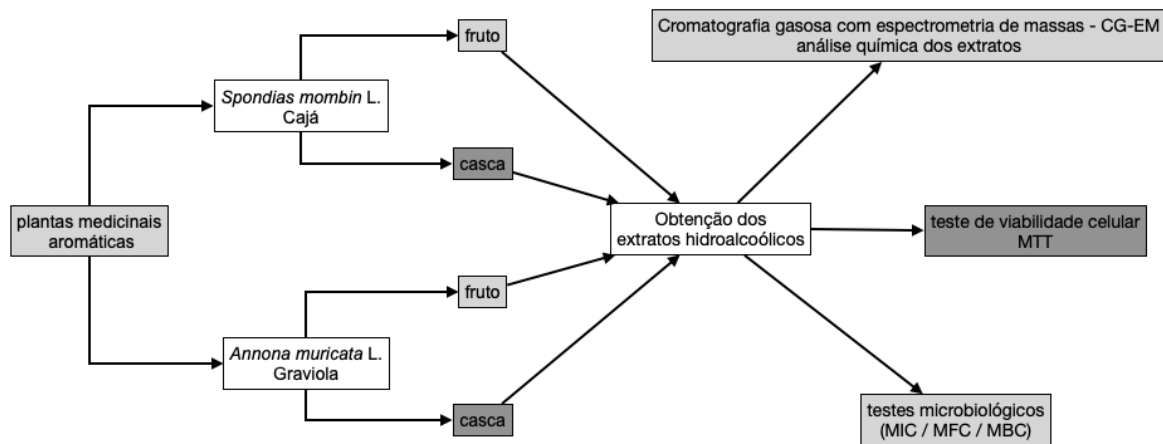 fruto
Cromatografia gasosa com espectrometria de massas - CG-EM
análise química dos extratos
Spondias mombin L.
Cajá
casca
plantas medicinais
aromáticas
Obtenção dos
extratos hidroalcoólicos
teste de viabilidade celular
MTT
fruto
Annona muricata L.
Graviola
casca
testes microbiológicos
(MIC / MFC / MBC)